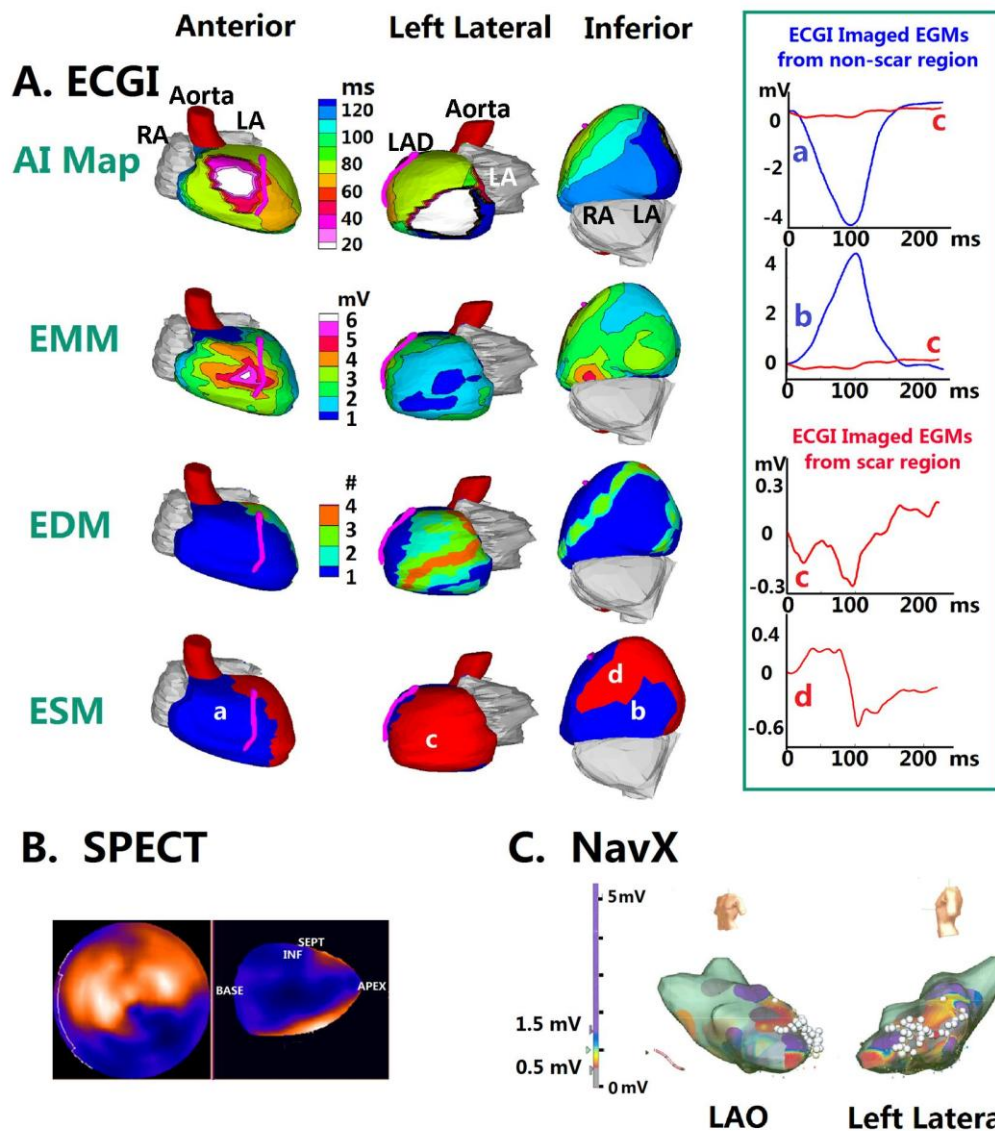 Anterior
Left Lateral
Inferior
A. ECGI
AI Map
Aorta
RA
LA
ms
120
100
80
60
40
20
Aorta
LAD
LA
RA
LA
EMM
mV
6
5
4
3
2
1
EDM
#
4
3
2
1
ESM
a
c
d
b
ECGI Imaged EGMs
from non-scar region
mV
0
-2
-4
a
c
0
100
200
ms
4
2
0
b
c
0
100
200
ms
ECGI Imaged EGMs
from scar region
mV
0.3
0
-0.3
c
0
100
200
ms
0.4
0
-0.6
d
0
100
200
ms
B. SPECT
SEPT
INF
BASE
APEX
C. NavX
5mV
1.5 mV
0.5 mV
0 mV
LAO
Left Latera